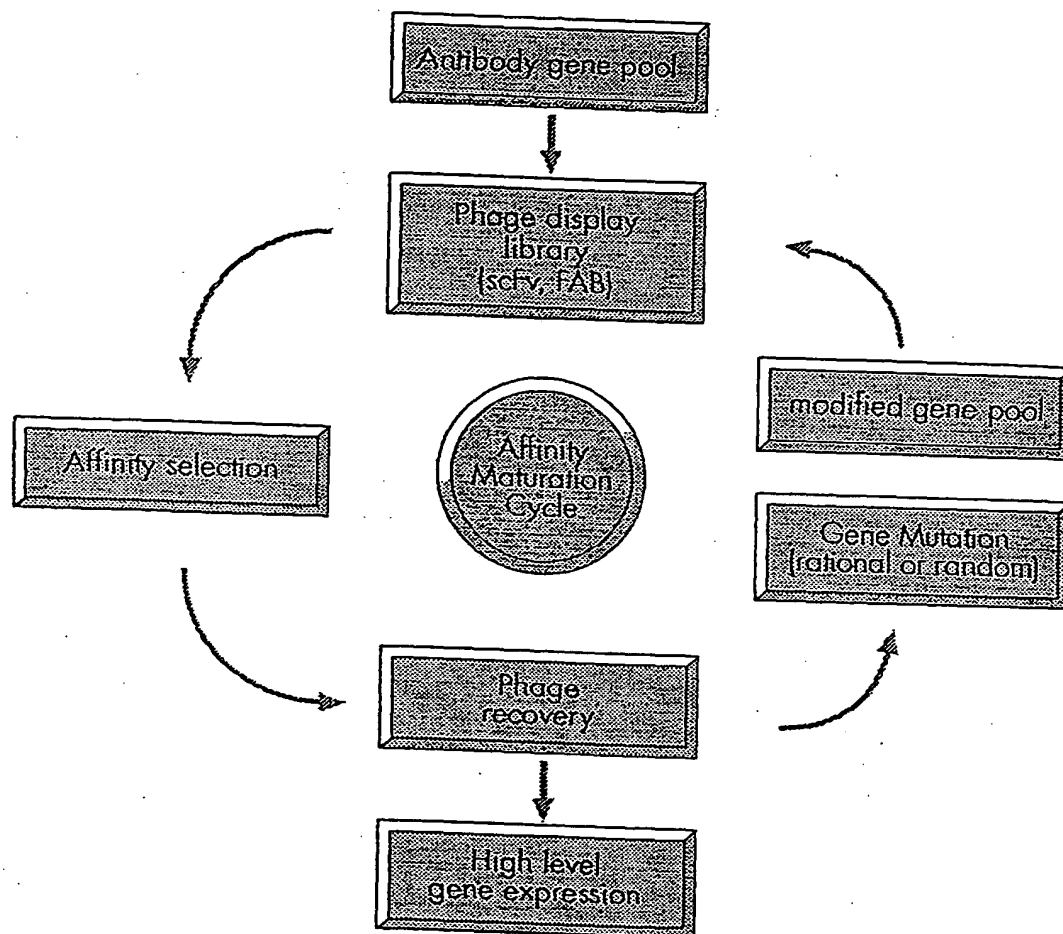 Antibody gene pool
Phage display
library
(scFv, FAB)
modified gene pool
Affinity selection
Affinity
Maturation
Cycle
Gene Mutation
(rational or random)
Phage
recovery
High level
gene expression